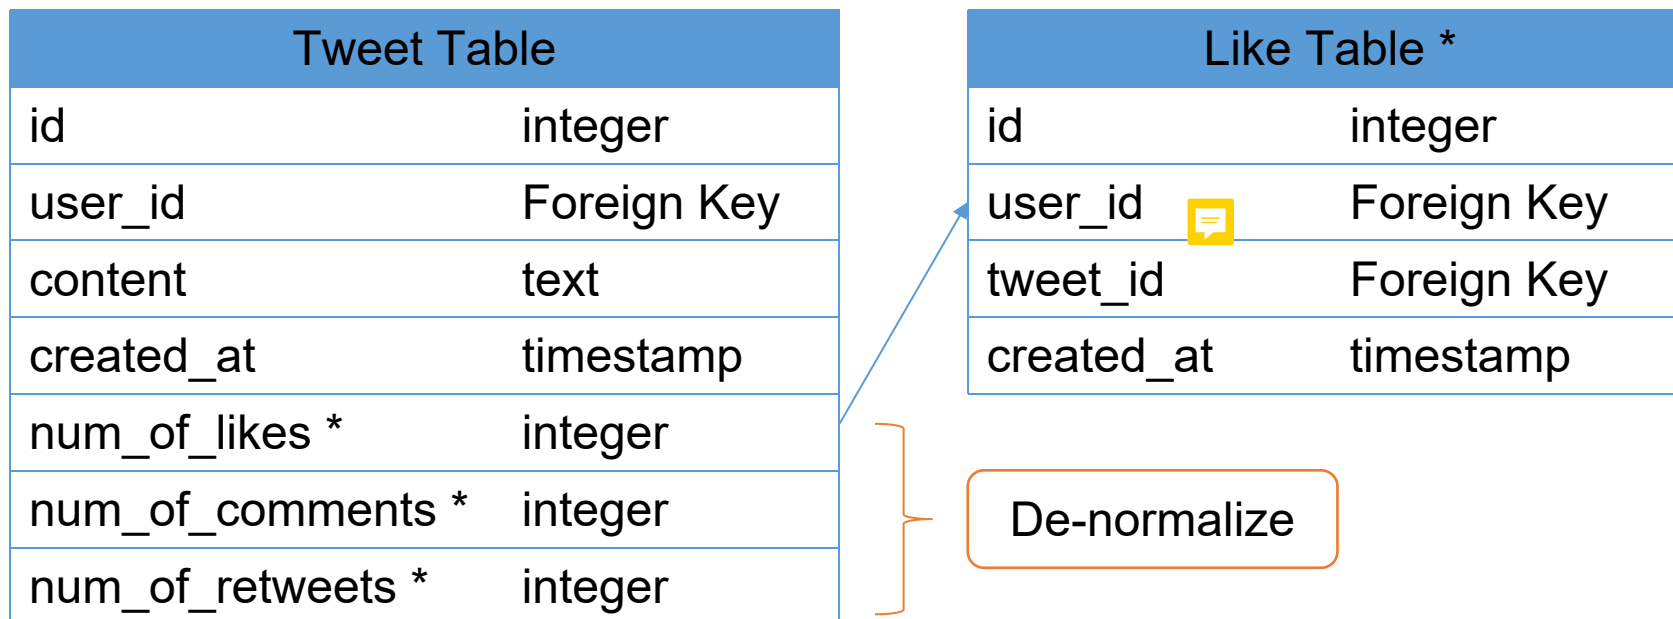 Tweet Table
id integer
user_id Foreign Key
content text
created_at timestamp
num_of_likes * integer
num_of_comments * integer
num_of_retweets * integer
Like Table *
id integer
user_id Foreign Key
tweet_id Foreign Key
created_at timestamp
De-normalize